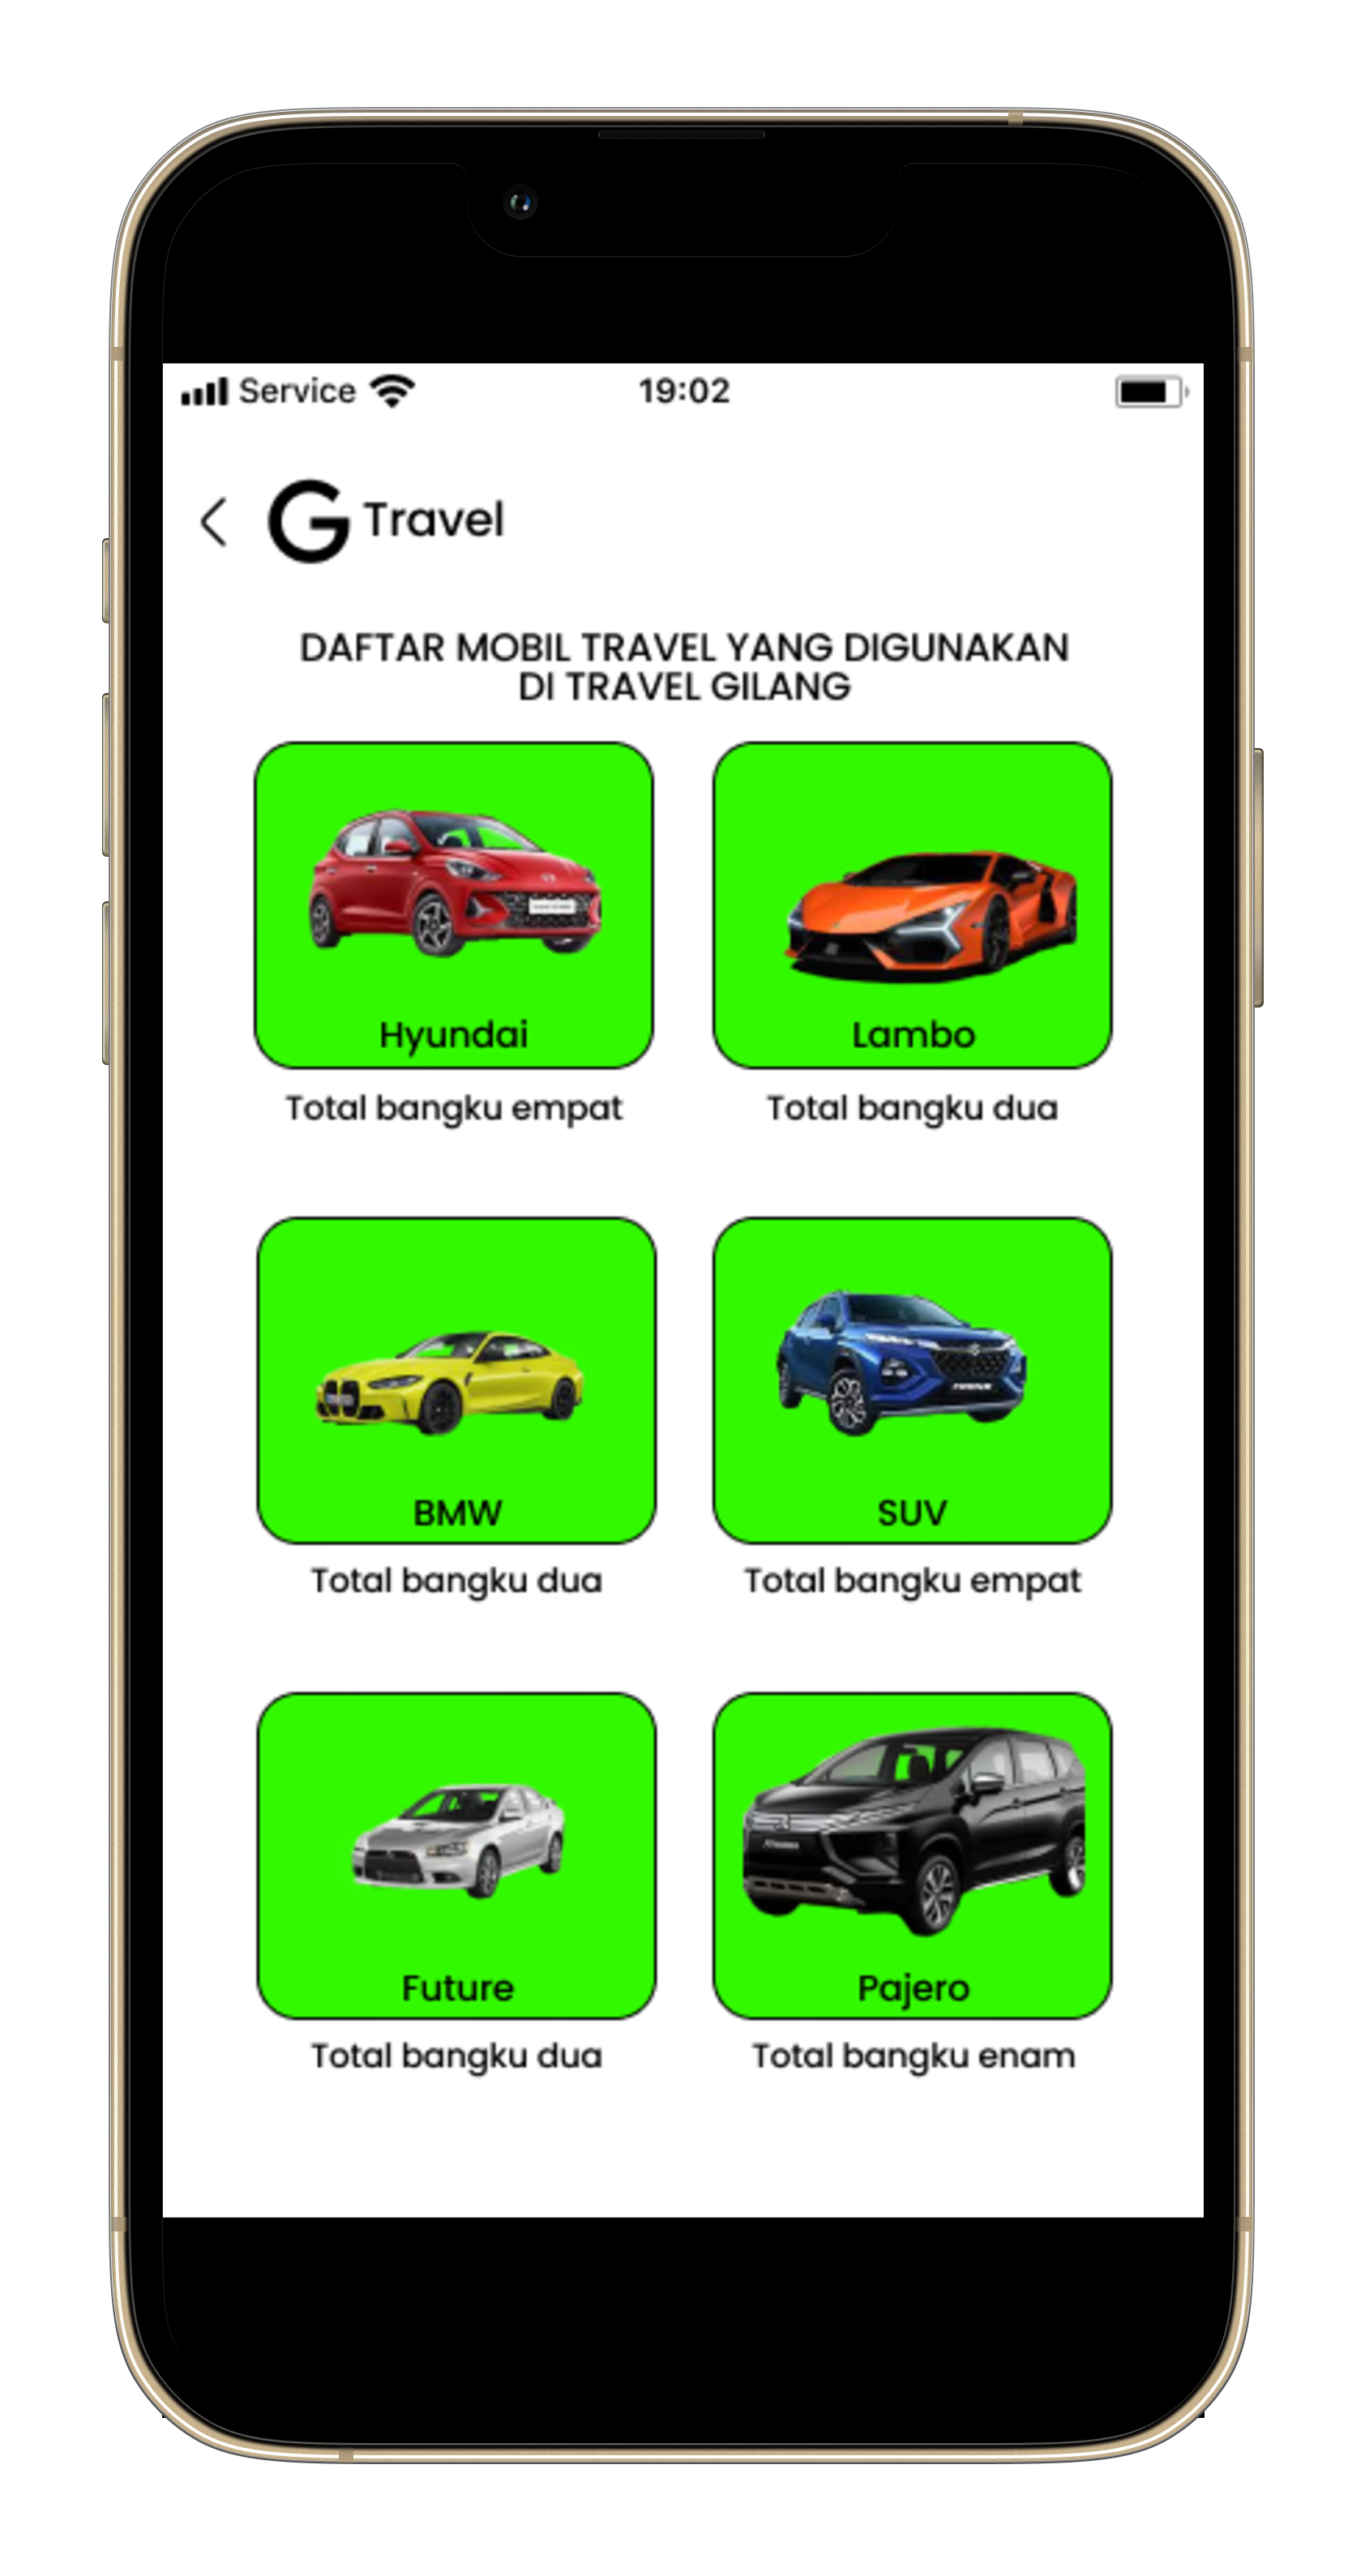 Service
19:02
G Travel
DAFTAR MOBIL TRAVEL YANG DIGUNAKAN
DI TRAVEL GILANG
Hyundai
Lambo
Total bangku empat
Total bangku dua
BMW
SUV
Total bangku dua
Total bangku empat
Future
Pajero
Total bangku dua
Total bangku enam